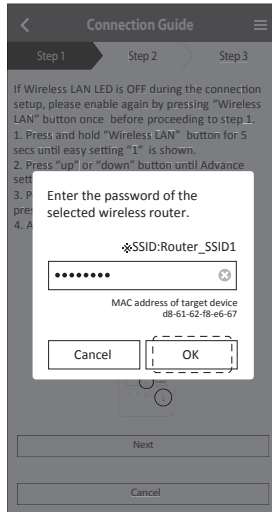 Connection Guide
Step 1
Step 2
Step 3
If Wireless LAN LED is OFF during the connection
setup, please enable again by pressing "Wireless
LAN" button once before proceeding to step 1.
1. Press and hold "Wireless LAN" button for 5
secs until easy setting "1" is shown.
2. Press "up" or "down" button until Advance
sett
3. P
pres
4. A
Enter the password of the
selected wireless router.
※SSID:Router_SSID1
••••••••
MAC address of target device
d8-61-62-f8-e6-67
Cancel
OK
Next
Cancel